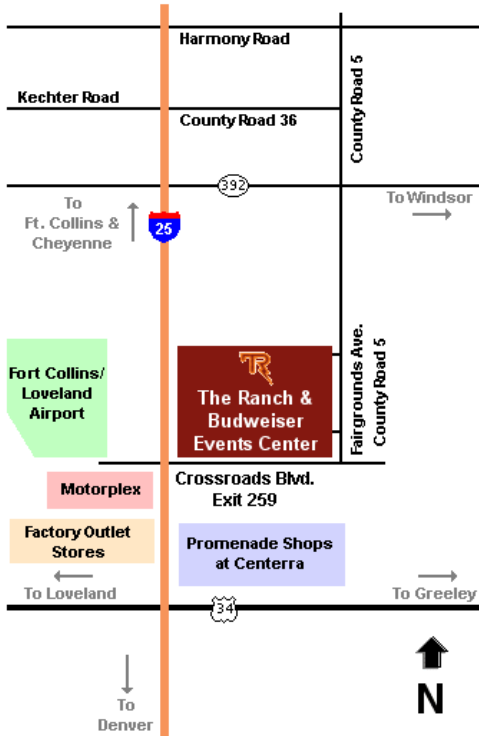 Harmony Road
County Road 5
Kechter Road
County Road 36
392
To
Ft. Collins &
Cheyenne
To Windsor
25
Fort Collins/
Loveland
Airport
TR
The Ranch &
Budweiser
Events Center
Fairgrounds Ave.
County Road 5
Motorplex
Crossroads Blvd.
Exit 259
Factory Outlet
Stores
Promenade Shops
at Centerra
To Loveland
34
To Greeley
To
Denver
N